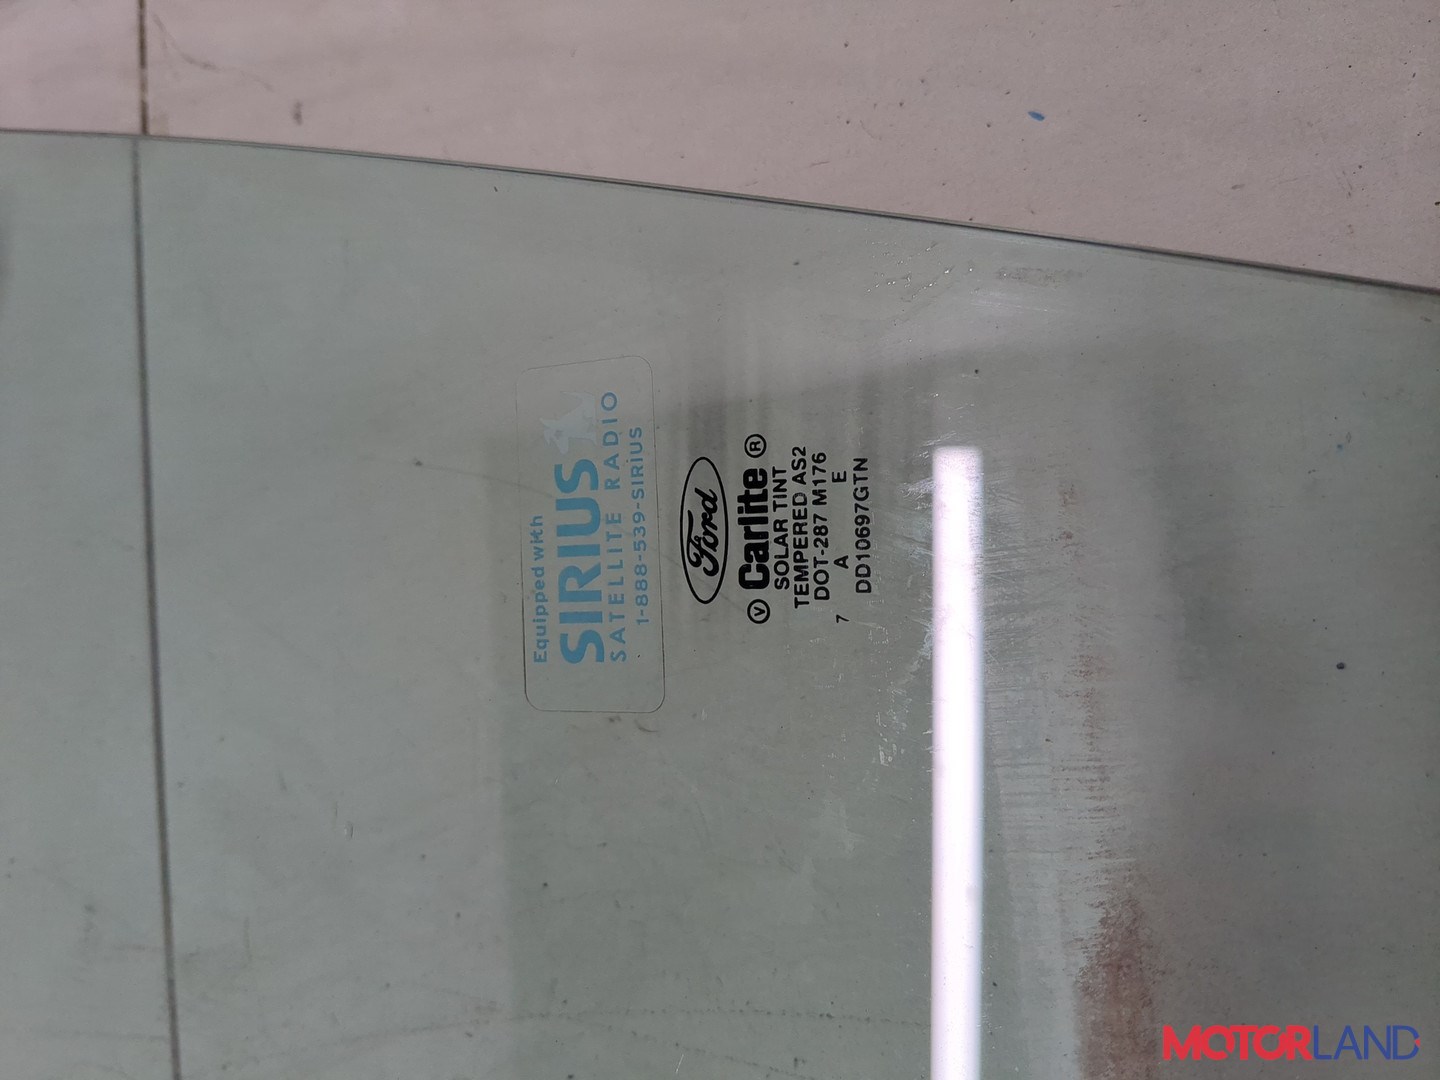 Equipped with
SIRIUS
SATELLITE RADIO
1-888-539-SIRIUS
Ford
V Carlite ®
SOLAR TINT
TEMPERED AS2
DOT-287 M176
7 A E
DD10697GTN
MOTORLAND